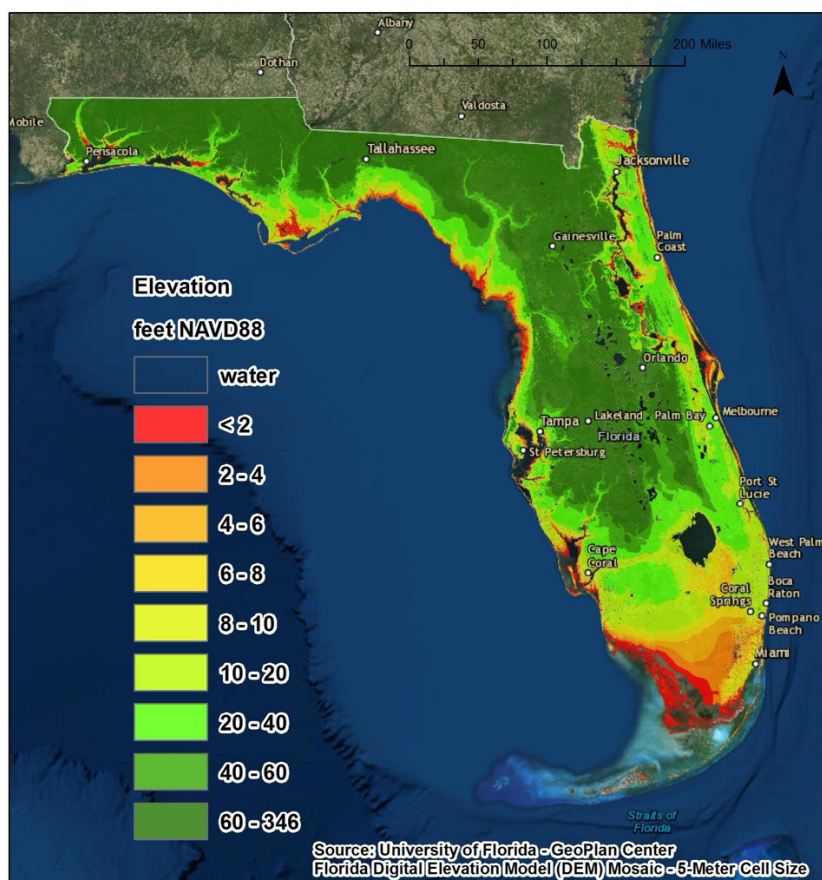 Albany
0 50 100 200 Miles
N
Dothan
Valdosta
Mobile
Pensacola
Tallahassee
Jacksonville
Gainesville
Palm
Coast
Elevation
feet NAVD88
water
< 2
2 - 4
4 - 6
6 - 8
8 - 10
10 - 20
20 - 40
40 - 60
60 - 346
Orlando
Tampa
Lakeland
Palm Bay
Melbourne
Florida
St Petersburg
Port St
Lucie
Cape
Coral
West Palm
Beach
Coral
Springs
Boca
Raton
Pompano
Beach
Miami
Straits of
Florida
Source: University of Florida - GeoPlan Center
Florida Digital Elevation Model (DEM) Mosaic - 5-Meter Cell Size